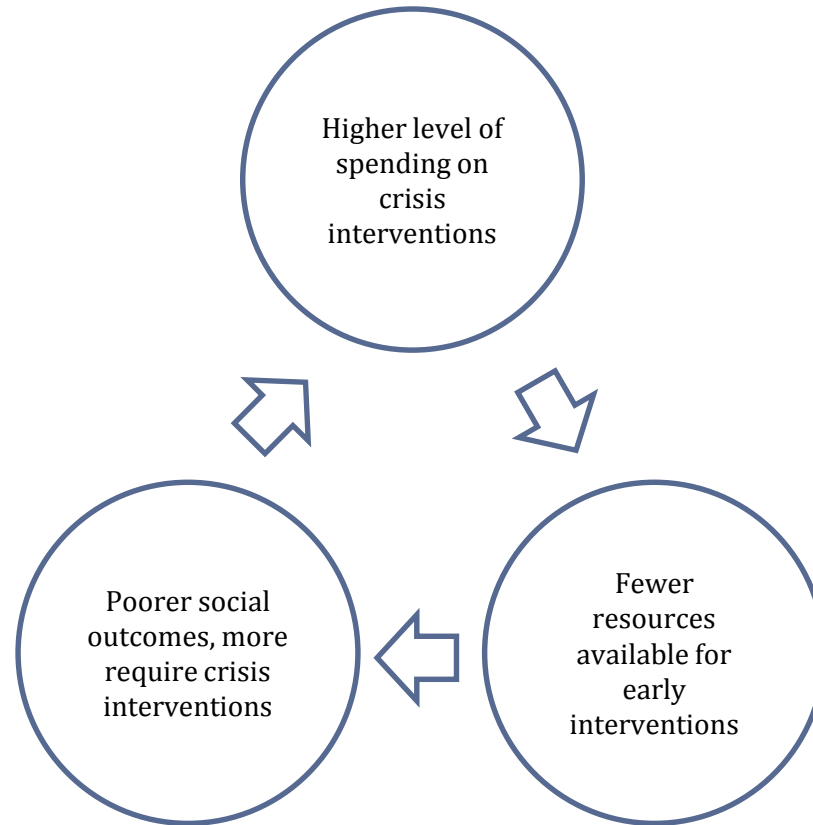 Higher level of
spending on
crisis
interventions
Poorer social
outcomes, more
require crisis
interventions
Fewer
resources
available for
early
interventions